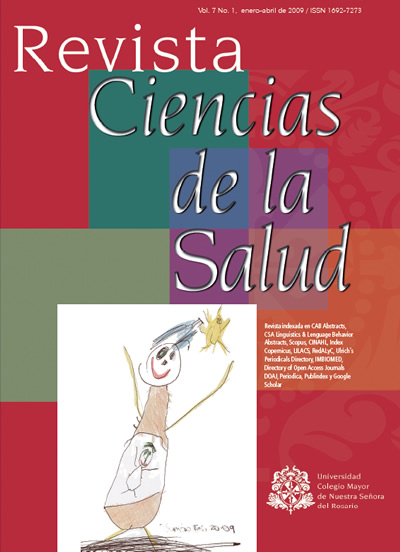 Vol. 7 No. 1, enero-abril de 2009 / ISSN 1692-7273
Revista
Ciencias
de la
Salud
Revista indexada en CAB Abstracts,
CSA Linguistics & Language Behavior
Abstracts, Scopus, CINAHL, Index
Copernicus, LILACS, RedALyC, Ulrich's
Periodicals Directory, IMBIOMED,
Directory of Open Access Journals
DOAJ, Periodica, Publindex y Google
Scholar
Universidad
Colegio Mayor
de Nuestra Señora
del Rosario